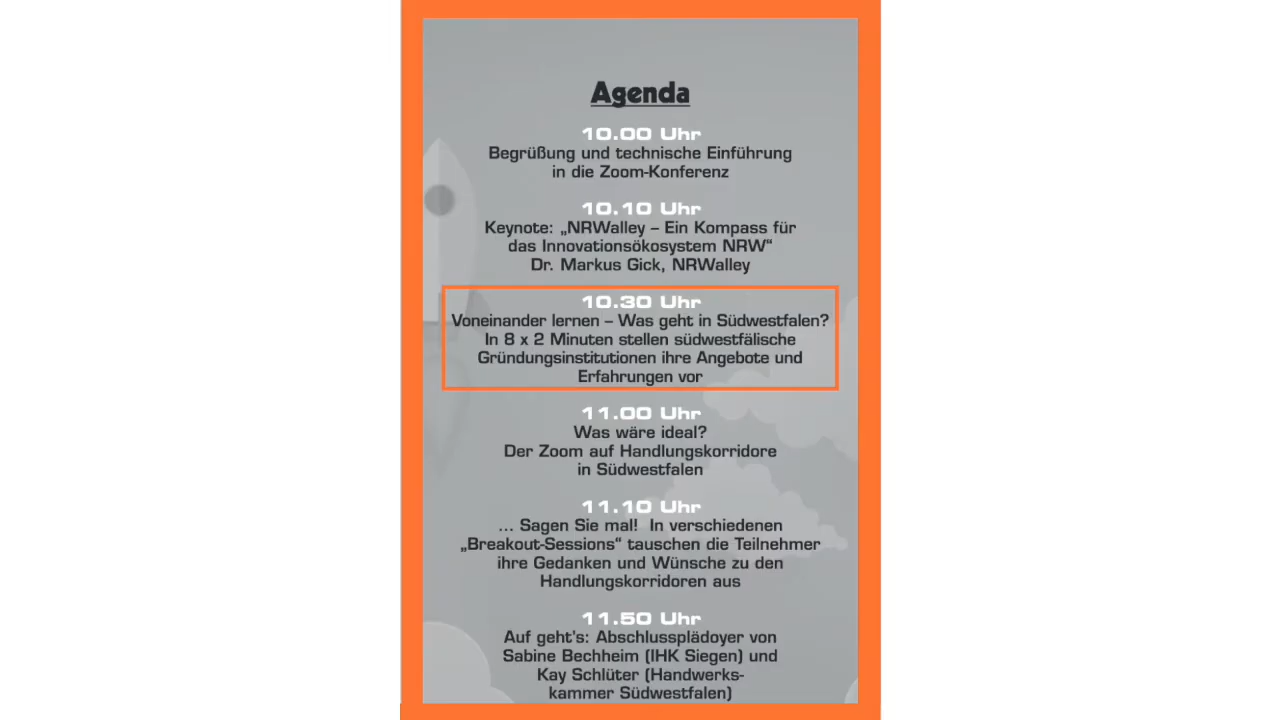 Agenda
10.00 Uhr
Begrüßung und technische Einführung
in die Zoom-Konferenz
10.10 Uhr
Keynote: „NRWalley – Ein Kompass für
das Innovationsökosystem NRW“
Dr. Markus Gick, NRWalley
10.30 Uhr
Voneinander lernen – Was geht in Südwestfalen?
In 8 x 2 Minuten stellen südwestfälische
Gründungsinstitutionen ihre Angebote und
Erfahrungen vor
11.00 Uhr
Was wäre ideal?
Der Zoom auf Handlungskorridore
in Südwestfalen
11.10 Uhr
... Sagen Sie mal! In verschiedenen
„Breakout-Sessions“ tauschen die Teilnehmer
ihre Gedanken und Wünsche zu den
Handlungskorridoren aus
11.50 Uhr
Auf geht's: Abschlussplädoyer von
Sabine Bechheim (IHK Siegen) und
Kay Schlüter (Handwerks-
kammer Südwestfalen)